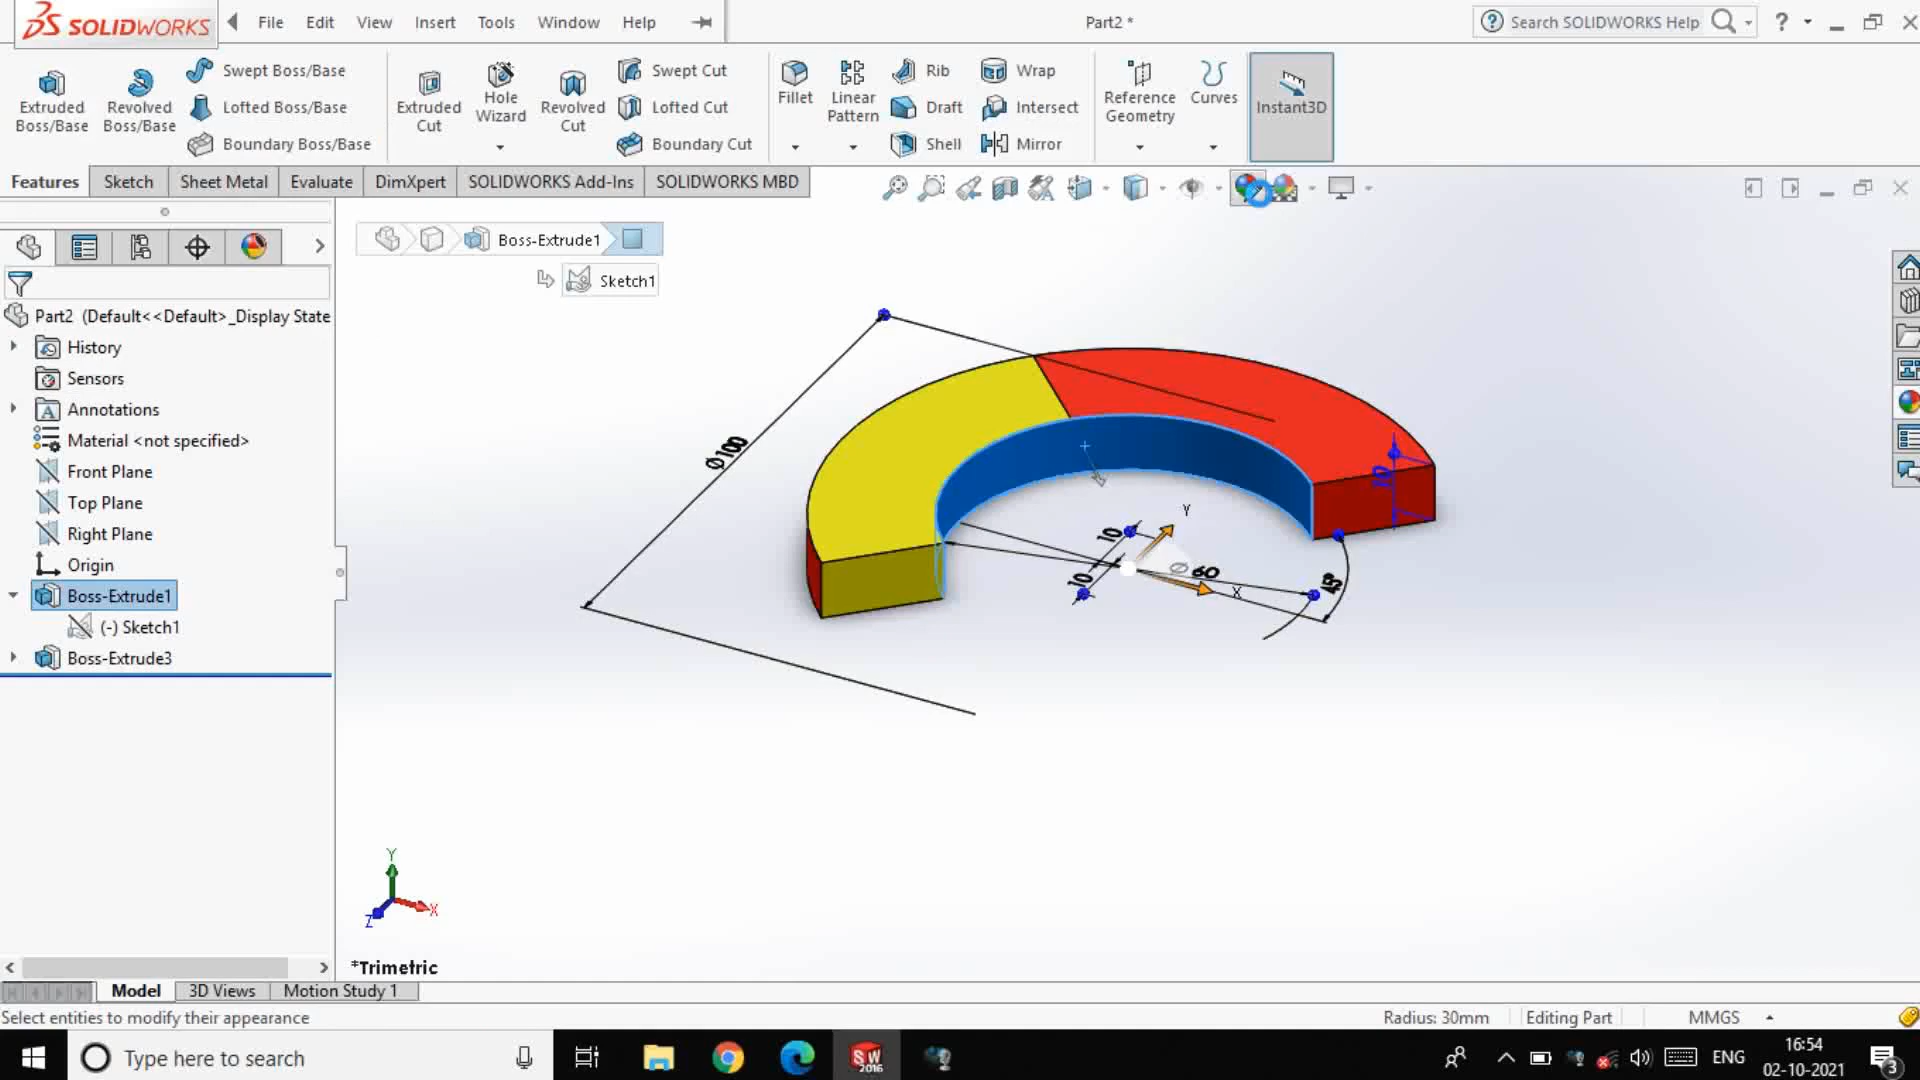 SOLIDWORKS File Edit View Insert Tools Window Help Part2 * Search SOLIDWORKS Help ?
Extruded Boss/Base
Revolved Boss/Base
Swept Boss/Base
Lofted Boss/Base
Boundary Boss/Base
Extruded Cut
Hole Wizard
Revolved Cut
Swept Cut
Lofted Cut
Boundary Cut
Fillet
Linear Pattern
Rib
Draft
Shell
Wrap
Intersect
Mirror
Reference Geometry
Curves
Instant3D
Features Sketch Sheet Metal Evaluate DimXpert SOLIDWORKS Add-Ins SOLIDWORKS MBD
Boss-Extrude1
Sketch1
Part2 (Default<<Default>_Display State
History
Sensors
Annotations
Material <not specified>
Front Plane
Top Plane
Right Plane
Origin
Boss-Extrude1
(-) Sketch1
Boss-Extrude3
Ø100
10
10
10
Ø 60
45°
Y
X
Y
X
Z
*Trimetric
Model 3D Views Motion Study 1
Select entities to modify their appearance Radius: 30mm Editing Part MMGS
Type here to search
SW 2016
ENG
16:54
02-10-2021
3